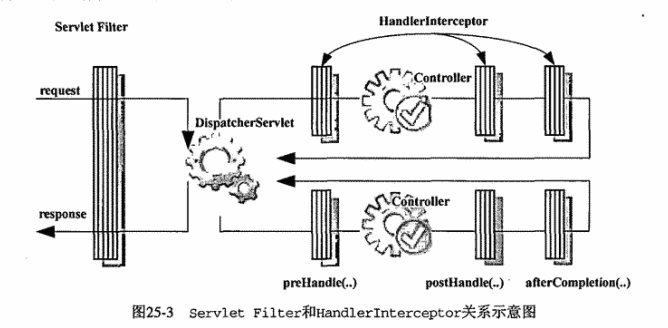 Servlet Filter
HandlerInterceptor
Controller
request
DispatcherServlet
response
Controller
preHandle(..)
postHandle(..)
afterCompletion(..)
图25-3 Servlet Filter和HandlerInterceptor关系示意图